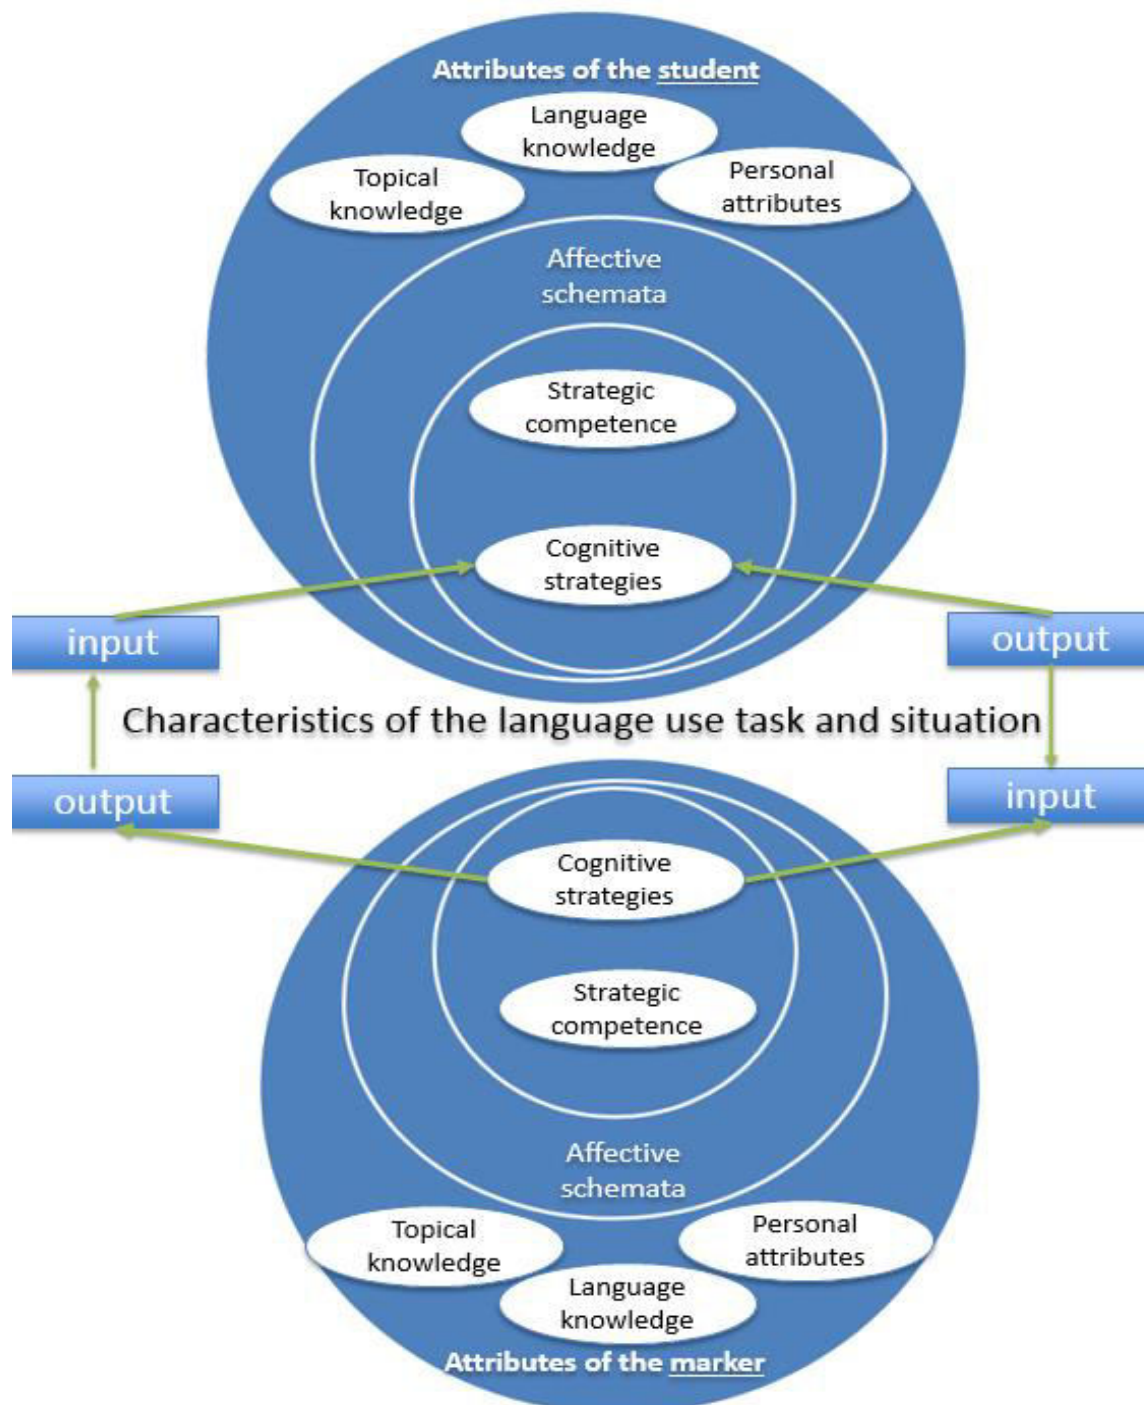 Attributes of the student
Language
knowledge
Topical
knowledge
Personal
attributes
Affective
schemata
Strategic
competence
Cognitive
strategies
input
output
Characteristics of the language use task and situation
output
input
Cognitive
strategies
Strategic
competence
Affective
schemata
Topical
knowledge
Personal
attributes
Language
knowledge
Attributes of the marker